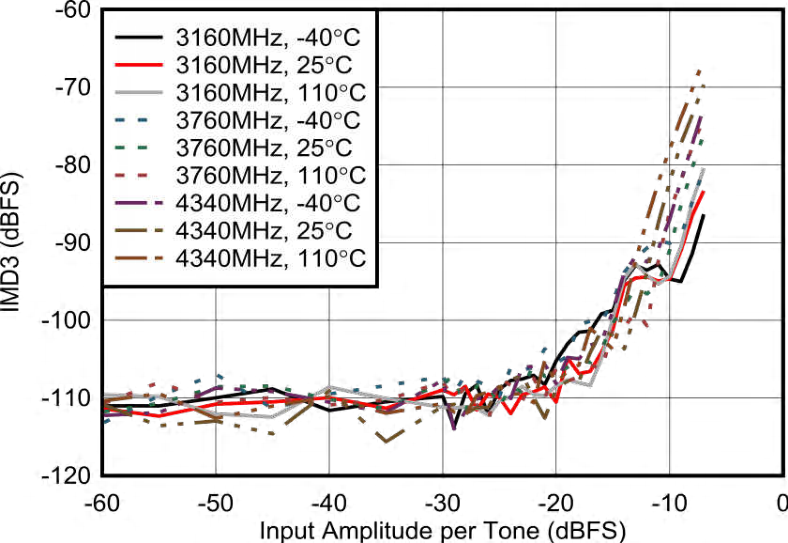 -60
-70
-80
-90
-100
-110
-120
IMD3 (dBFS)
3160MHz, -40°C
3160MHz, 25°C
3160MHz, 110°C
3760MHz, -40°C
3760MHz, 25°C
3760MHz, 110°C
4340MHz, -40°C
4340MHz, 25°C
4340MHz, 110°C
-60 -50 -40 -30 -20 -10 0
Input Amplitude per Tone (dBFS)